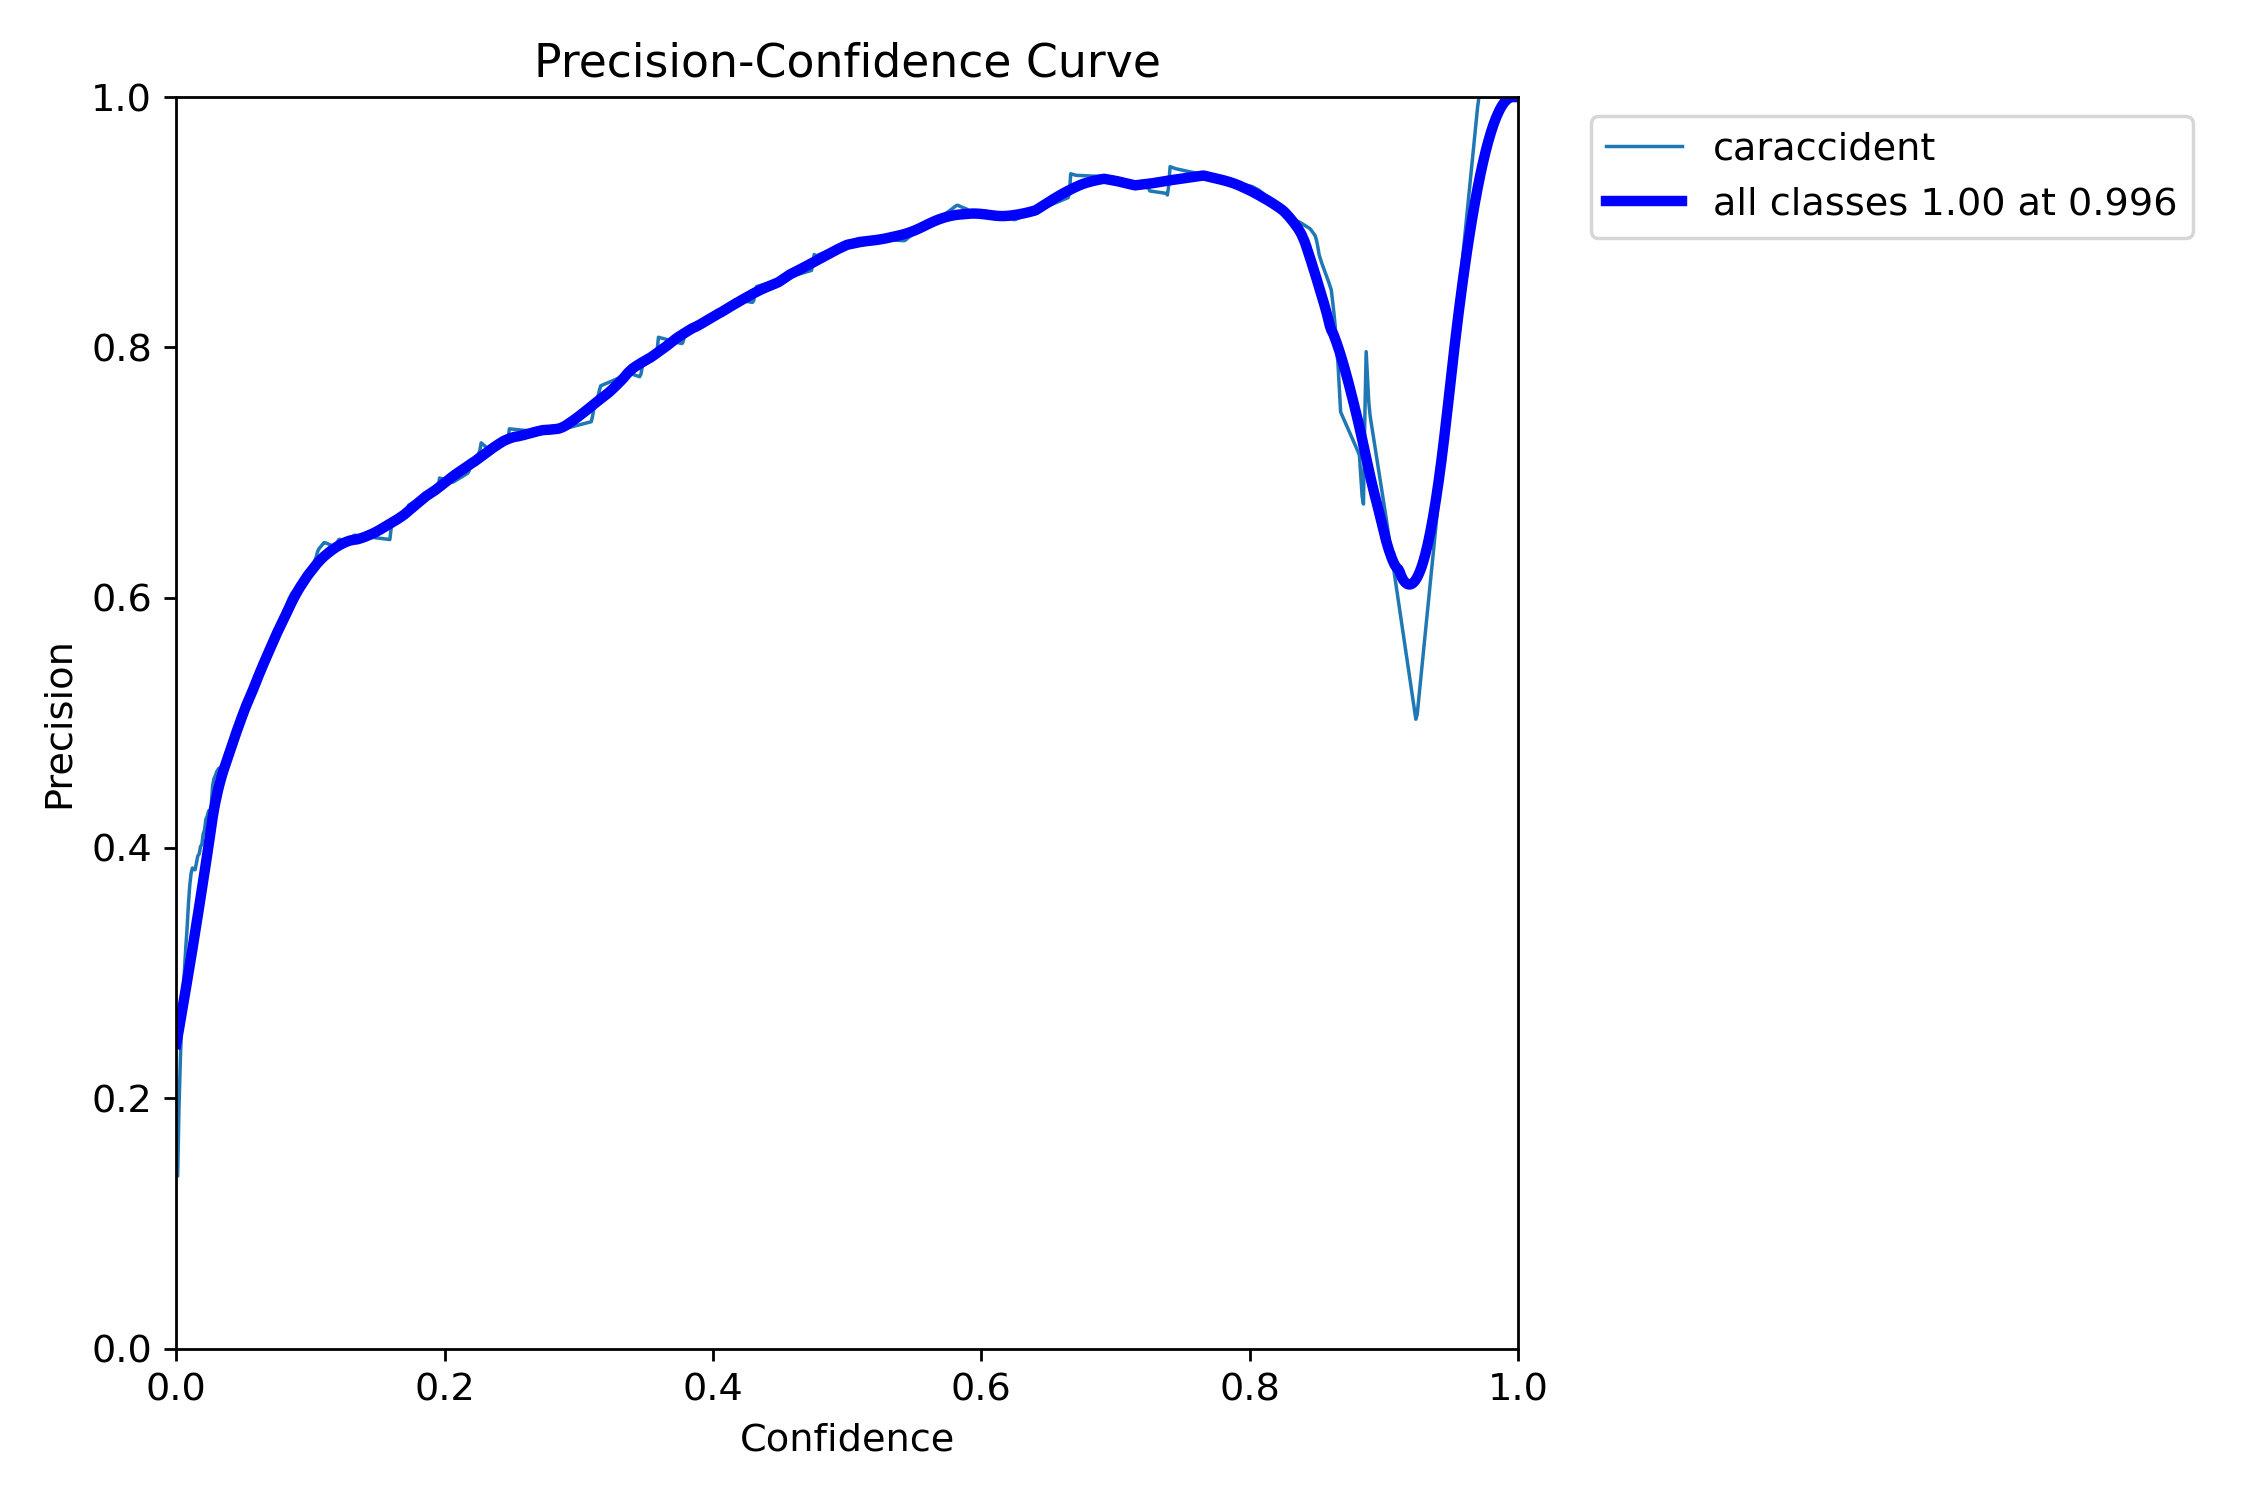 Precision-Confidence Curve
caraccident
all classes 1.00 at 0.996
1.0
0.8
0.6
0.4
0.2
0.0
Precision
0.0 0.2 0.4 0.6 0.8 1.0
Confidence